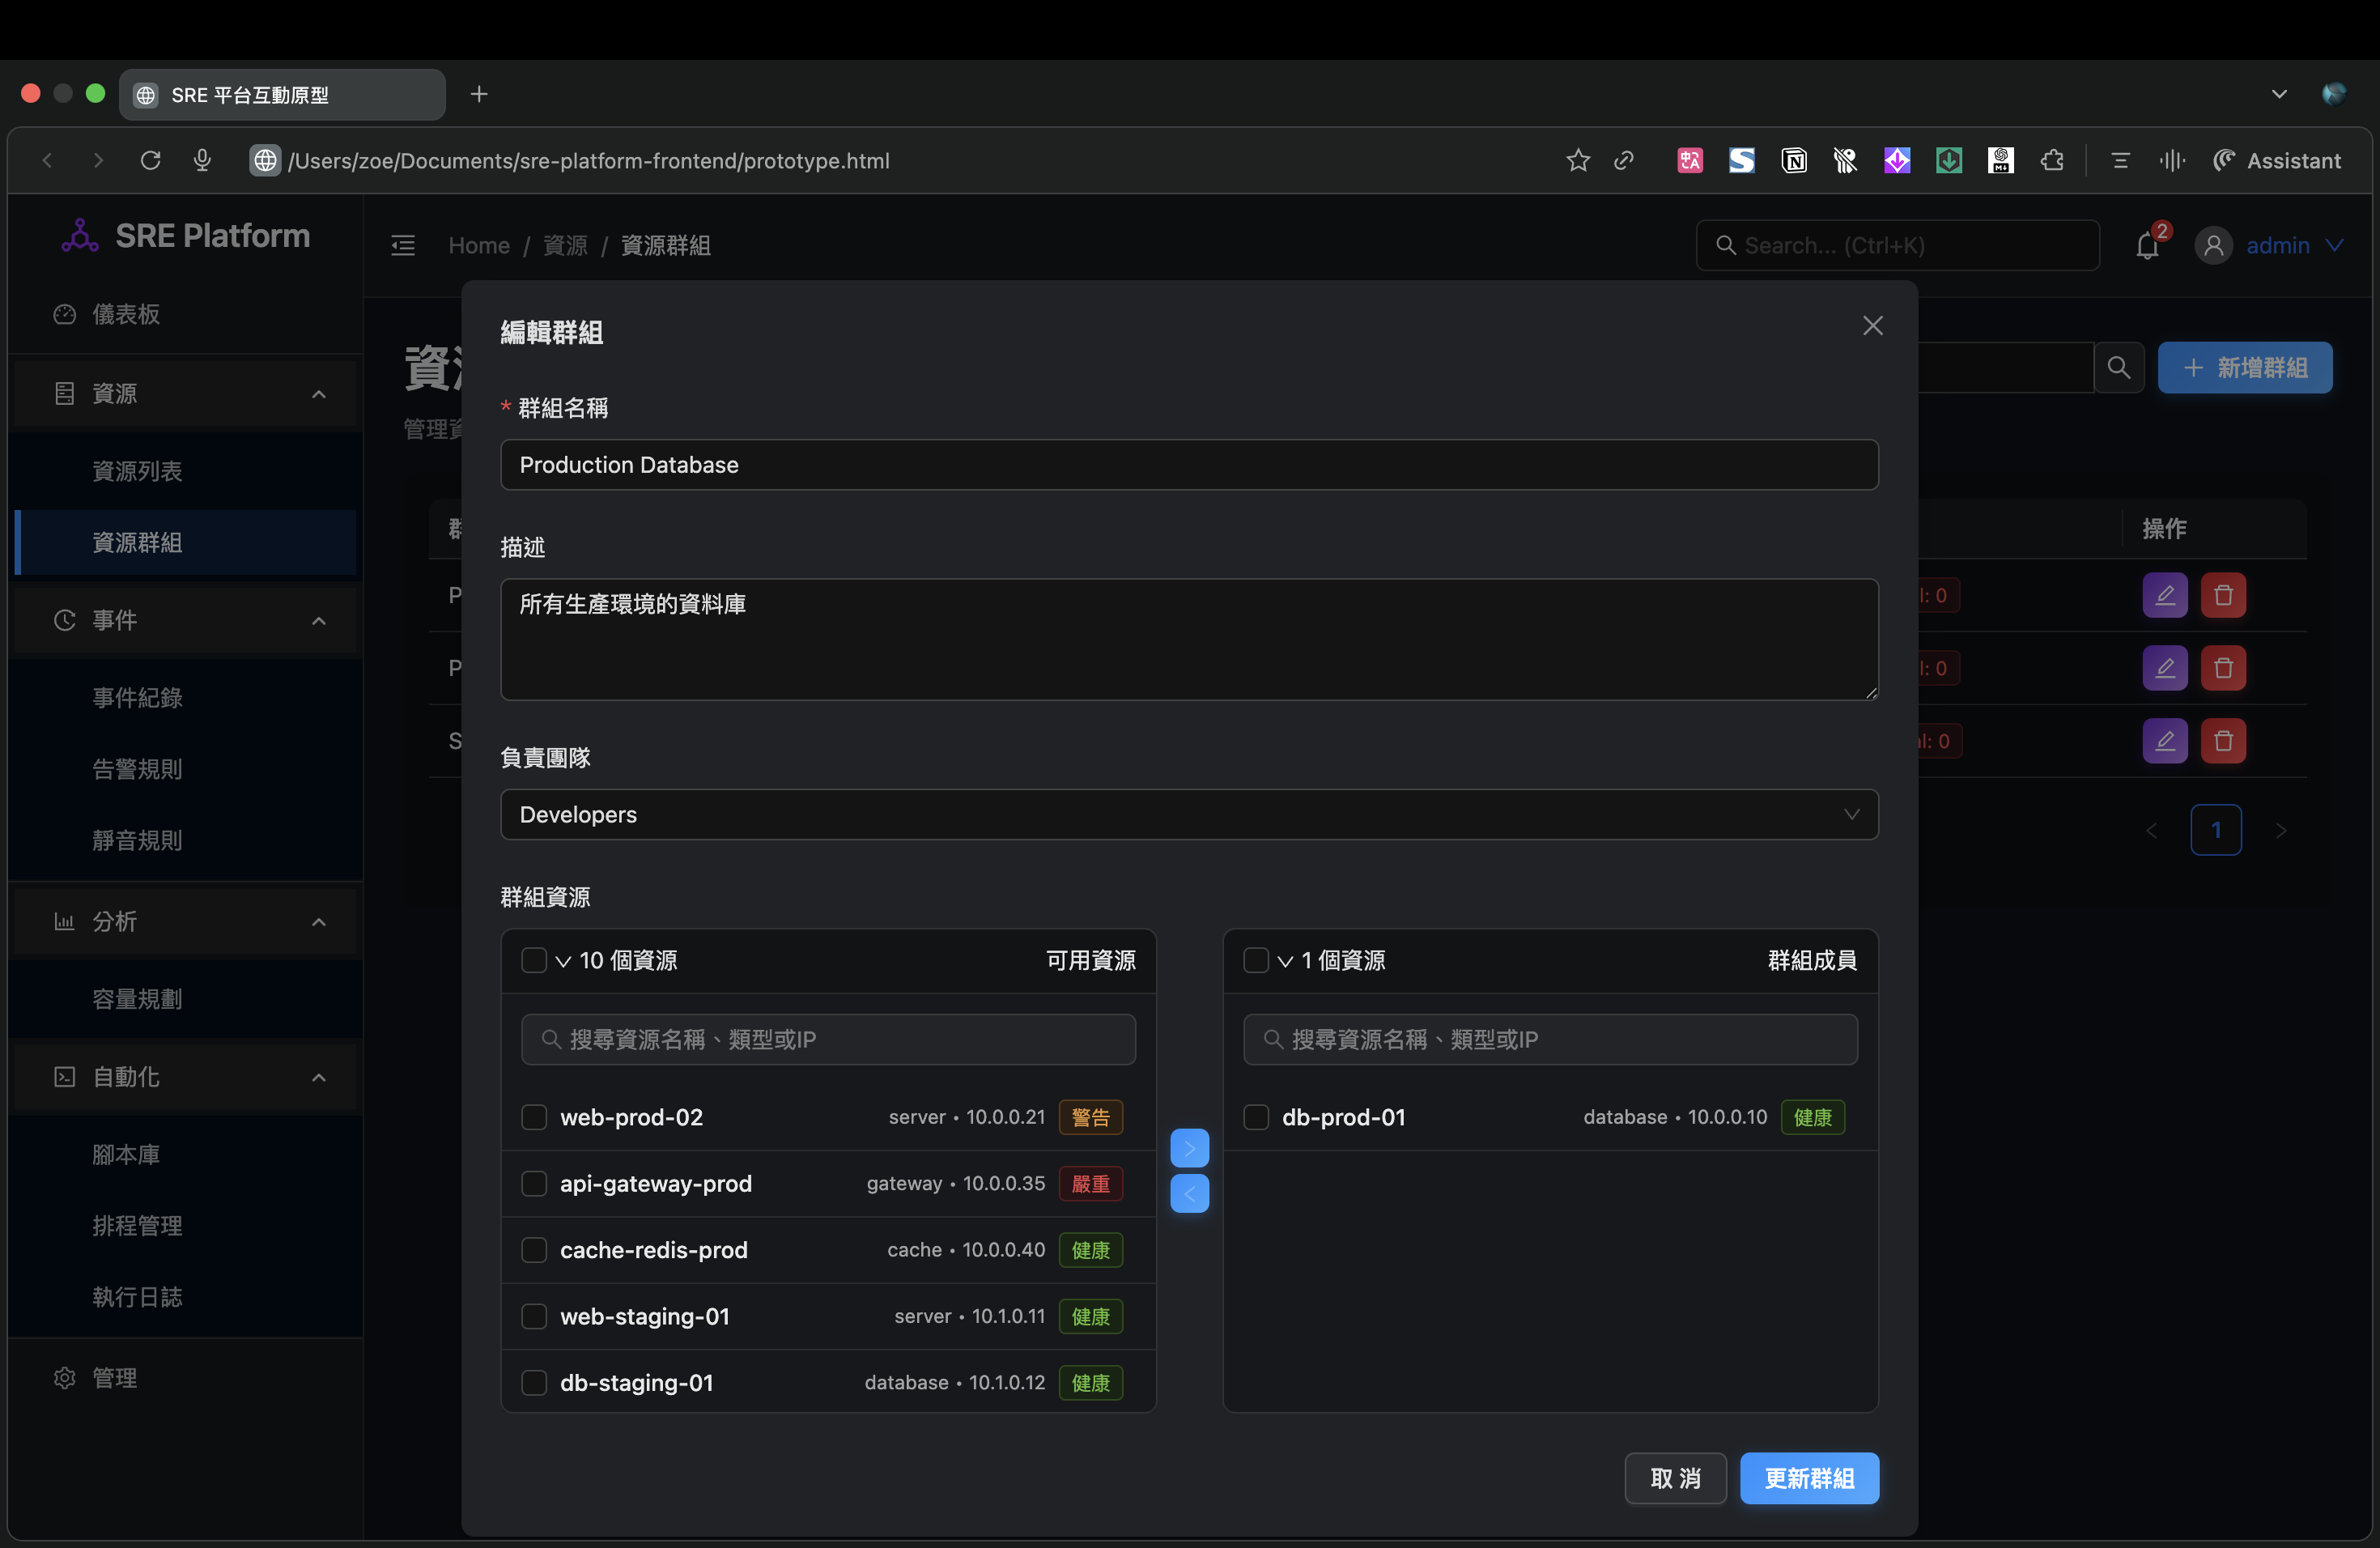 SRE 平台互動原型
/Users/zoe/Documents/sre-platform-frontend/prototype.html
Assistant
SRE Platform
Home / 資源 / 資源群組
Search... (Ctrl+K)
2
admin
儀表板
資源
資源列表
資源群組
事件
事件紀錄
告警規則
靜音規則
分析
容量規劃
自動化
腳本庫
排程管理
執行日誌
管理
新增群組
管理
操作
l: 0
l: 0
l: 0
1
編輯群組
* 群組名稱
Production Database
描述
所有生產環境的資料庫
負責團隊
Developers
群組資源
10 個資源 可用資源
搜尋資源名稱、類型或IP
web-prod-02 server • 10.0.0.21 警告
api-gateway-prod gateway • 10.0.0.35 嚴重
cache-redis-prod cache • 10.0.0.40 健康
web-staging-01 server • 10.1.0.11 健康
db-staging-01 database • 10.1.0.12 健康
1 個資源 群組成員
搜尋資源名稱、類型或IP
db-prod-01 database • 10.0.0.10 健康
取 消
更新群組